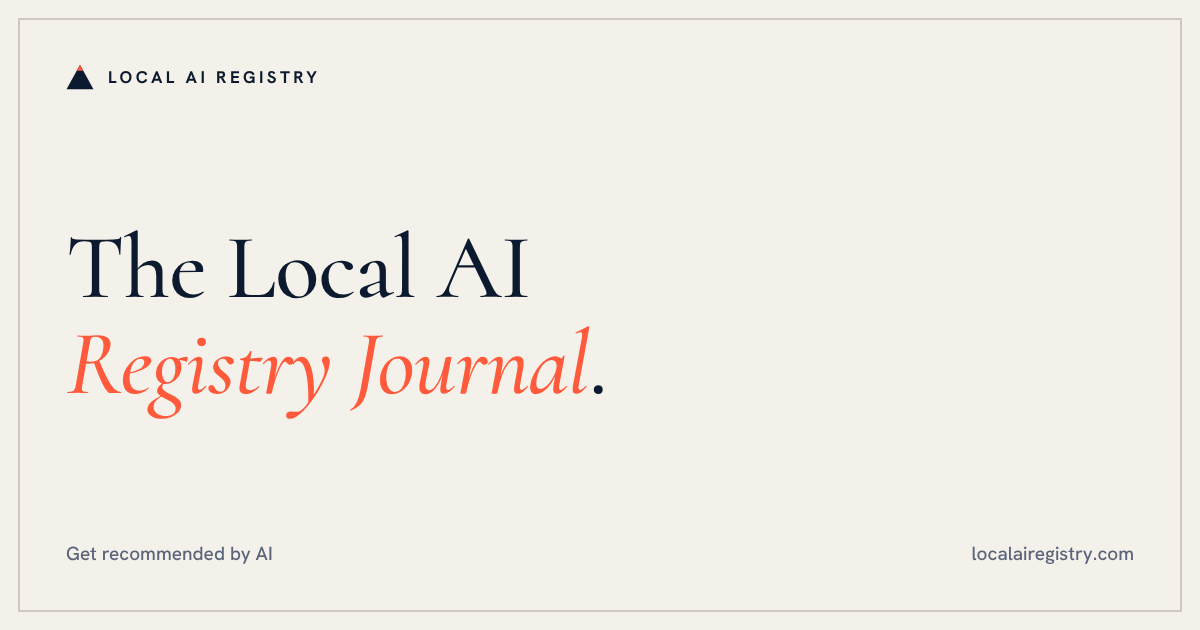 LOCAL AI REGISTRY
The Local AI
Registry Journal.
Get recommended by AI
localairegistry.com